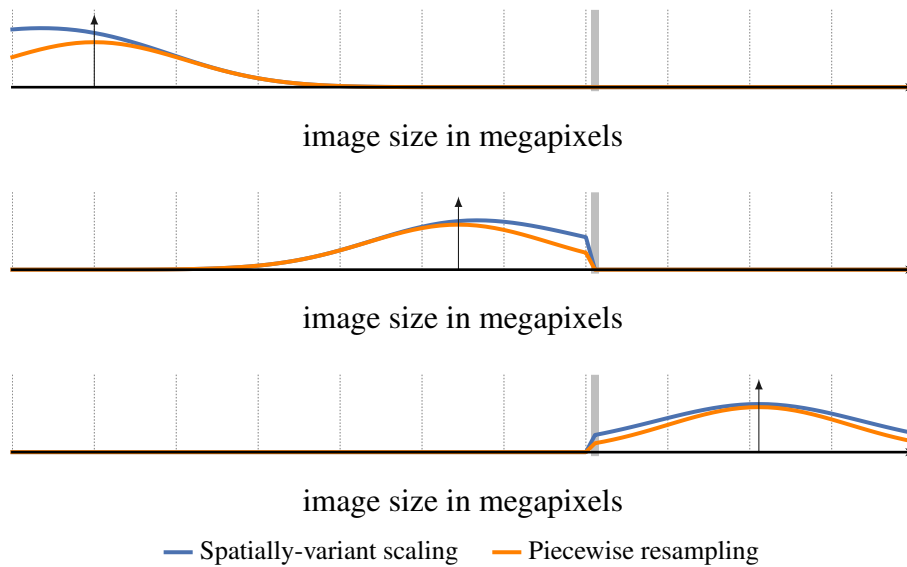 image size in megapixels
image size in megapixels
image size in megapixels
Spatially-variant scaling Piecewise resampling